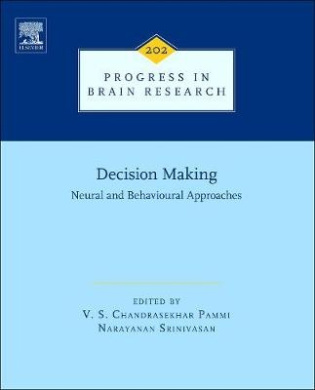 ELSEVIER
202
PROGRESS IN
BRAIN RESEARCH
Decision Making
Neural and Behavioural Approaches
EDITED BY
V. S. CHANDRASEKHAR PAMMI
NARAYANAN SRINIVASAN